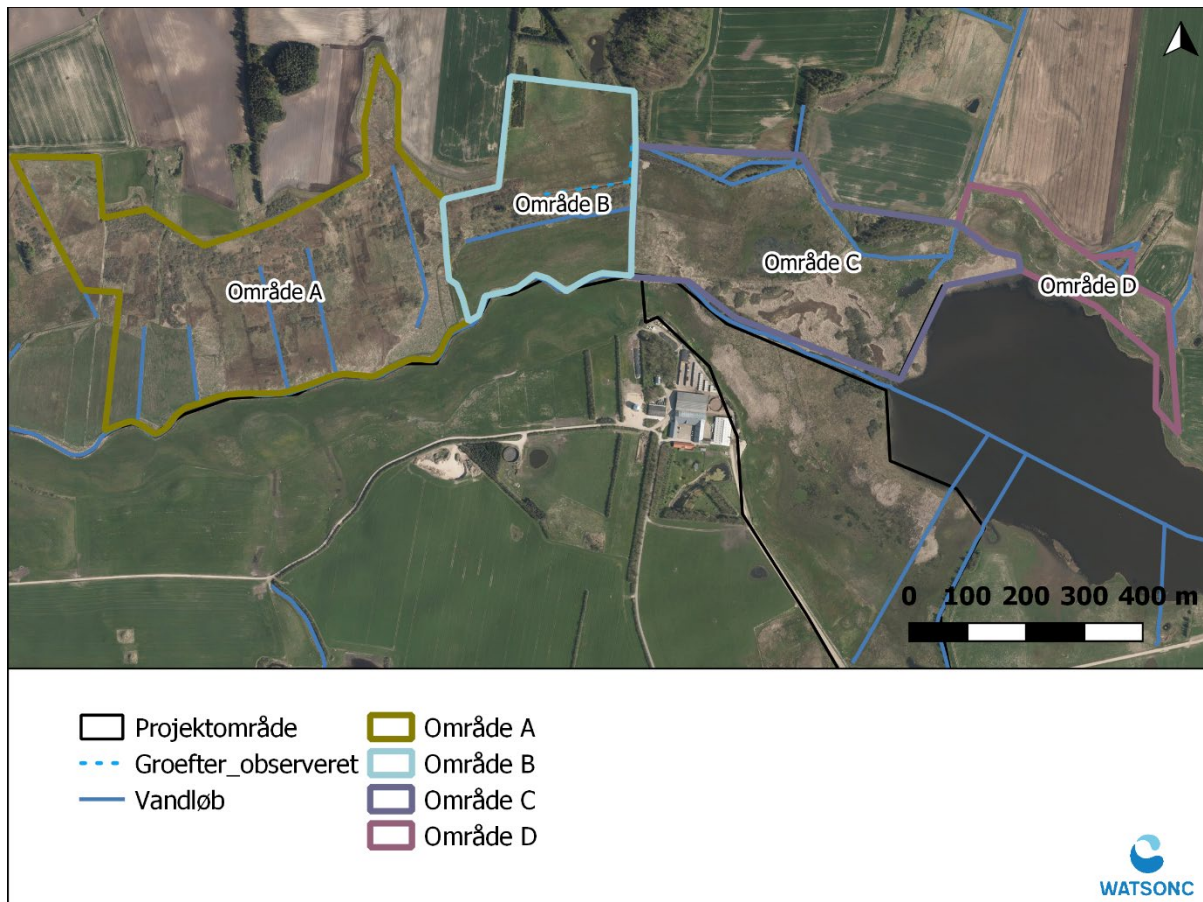 Område A
Område B
Område C
Område D
0 100 200 300 400 m
Projektområde
Groefter_observeret
Vandløb
Område A
Område B
Område C
Område D
WATSONC